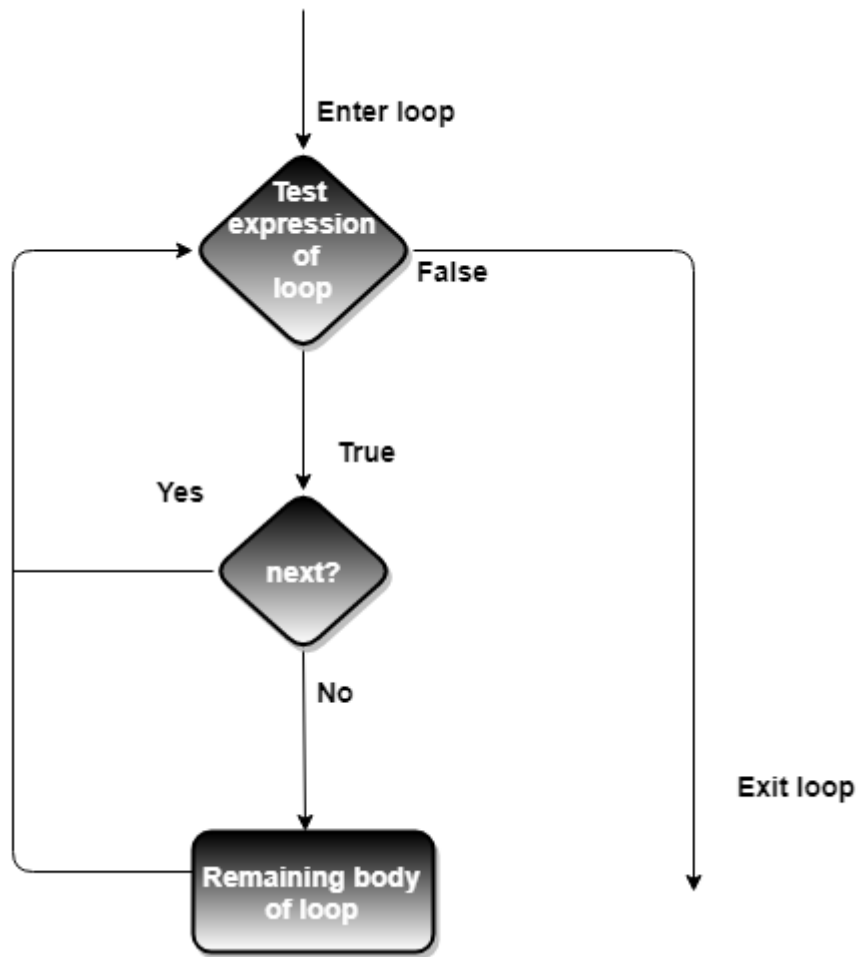 Enter loop
Test
expression
of
loop
False
True
Yes
next?
No
Exit loop
Remaining body
of loop